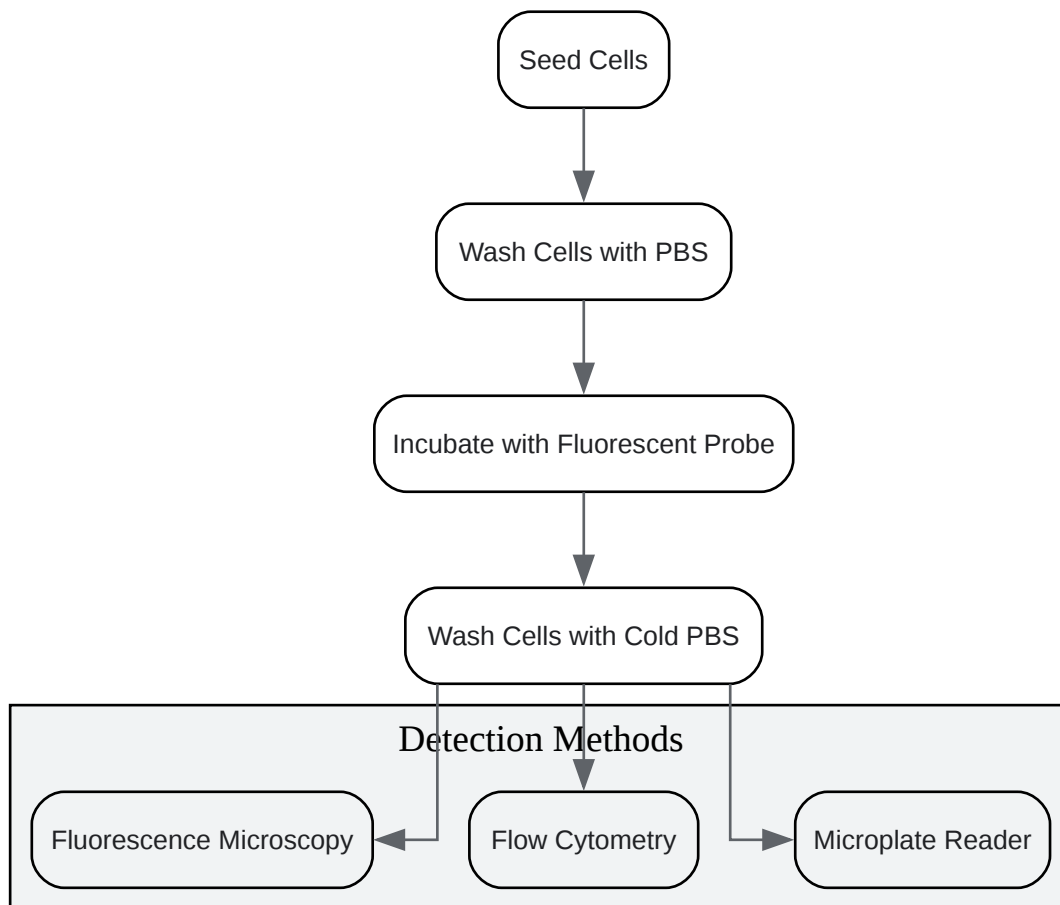 Seed Cells
Wash Cells with PBS
Incubate with Fluorescent Probe
Wash Cells with Cold PBS
Detection Methods
Fluorescence Microscopy
Flow Cytometry
Microplate Reader